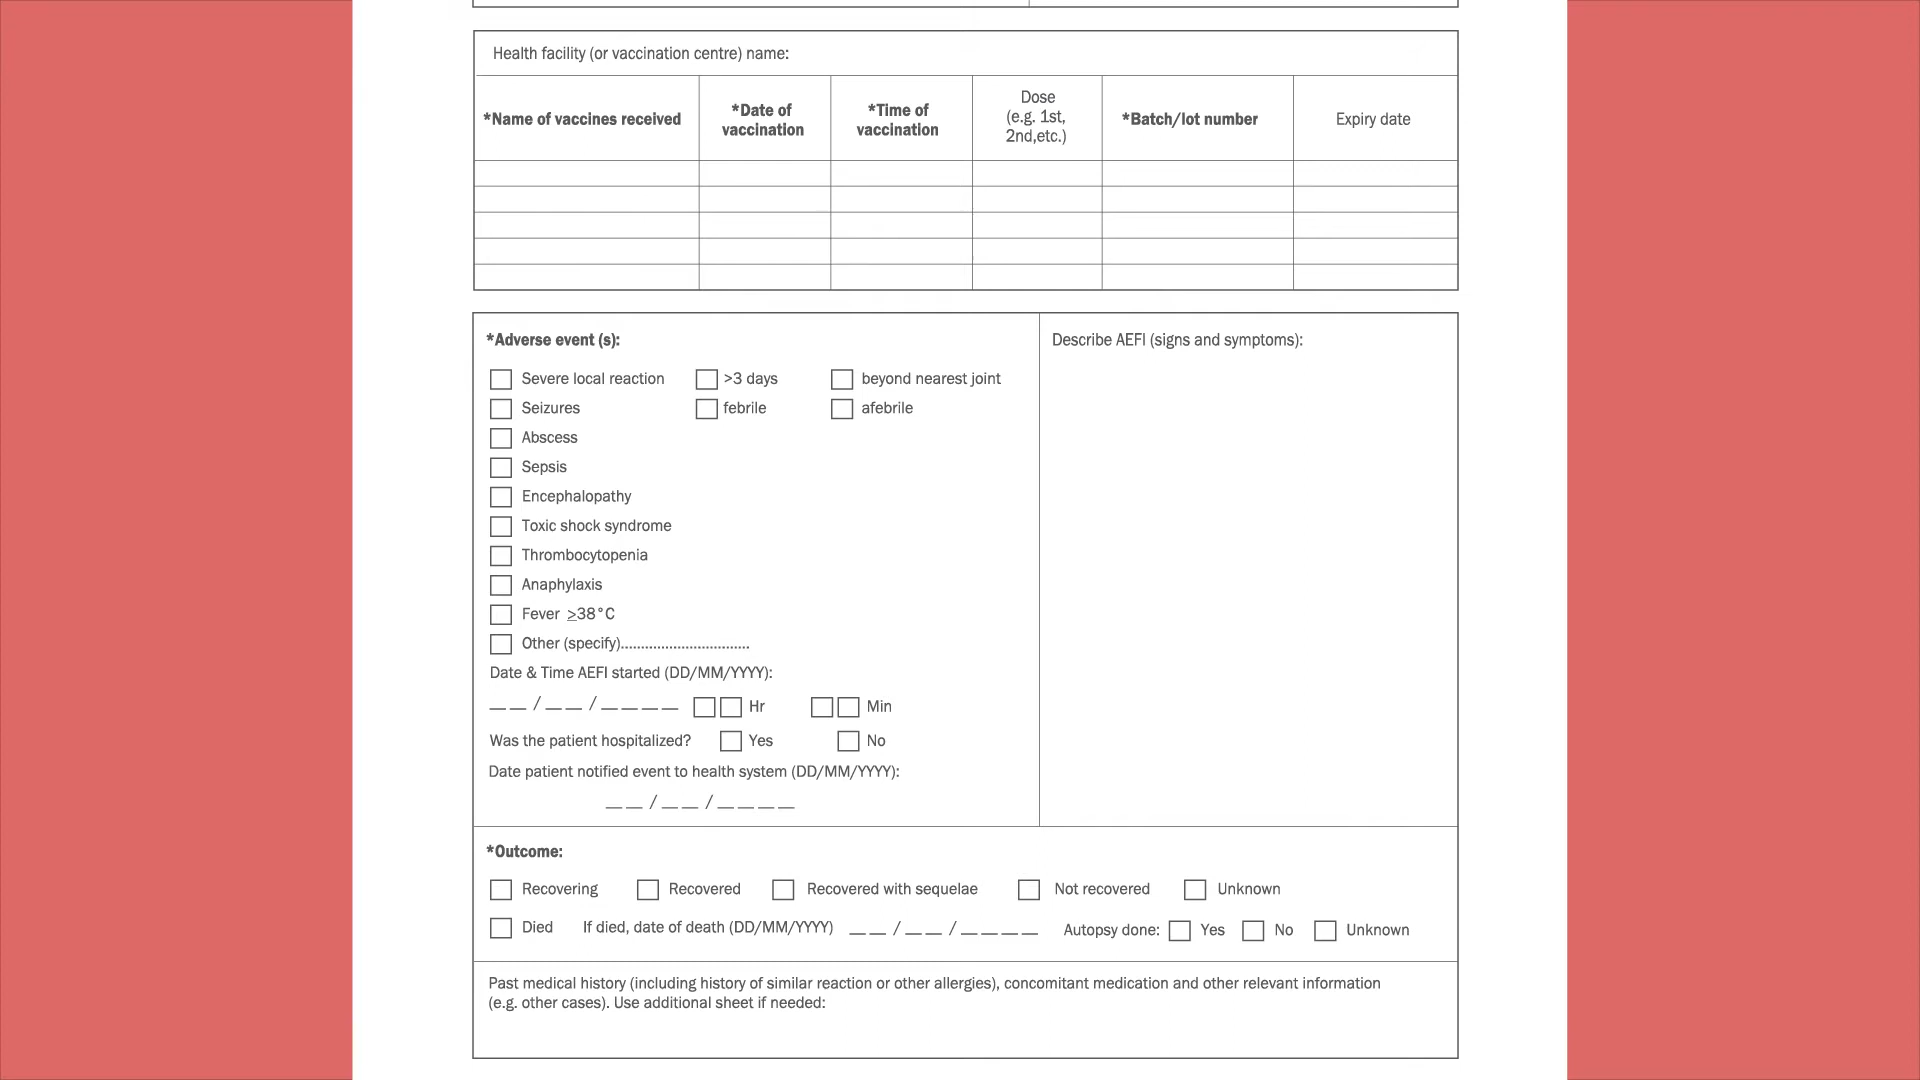 Health facility (or vaccination centre) name:
*Name of vaccines received
*Date of
vaccination
*Time of
vaccination
Dose
(e.g. 1st,
2nd,etc.)
*Batch/lot number
Expiry date
*Adverse event (s):
Severe local reaction >3 days beyond nearest joint
Seizures febrile afebrile
Abscess
Sepsis
Encephalopathy
Toxic shock syndrome
Thrombocytopenia
Anaphylaxis
Fever ≥38°C
Other (specify)................................
Date & Time AEFI started (DD/MM/YYYY):
__ __ / __ __ / __ __ __ __ Hr Min
Was the patient hospitalized? Yes No
Date patient notified event to health system (DD/MM/YYYY):
__ __ / __ __ / __ __ __ __
Describe AEFI (signs and symptoms):
*Outcome:
Recovering Recovered Recovered with sequelae Not recovered Unknown
Died If died, date of death (DD/MM/YYYY) __ __ / __ __ / __ __ __ __ Autopsy done: Yes No Unknown
Past medical history (including history of similar reaction or other allergies), concomitant medication and other relevant information
(e.g. other cases). Use additional sheet if needed: